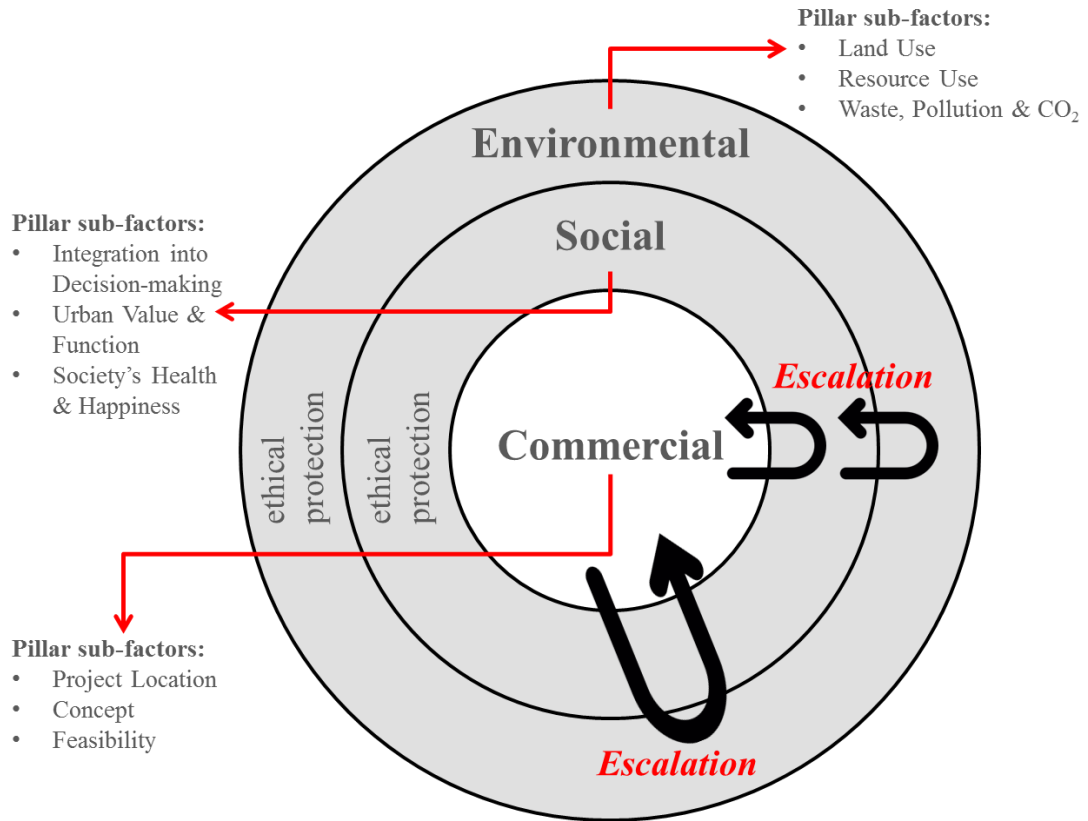 Pillar sub-factors:
• Land Use
• Resource Use
• Waste, Pollution & CO₂
Environmental
Social
Pillar sub-factors:
• Integration into
Decision-making
• Urban Value &
Function
• Society’s Health
& Happiness
Escalation
Commercial
ethical
protection
ethical
protection
Pillar sub-factors:
• Project Location
• Concept
• Feasibility
Escalation